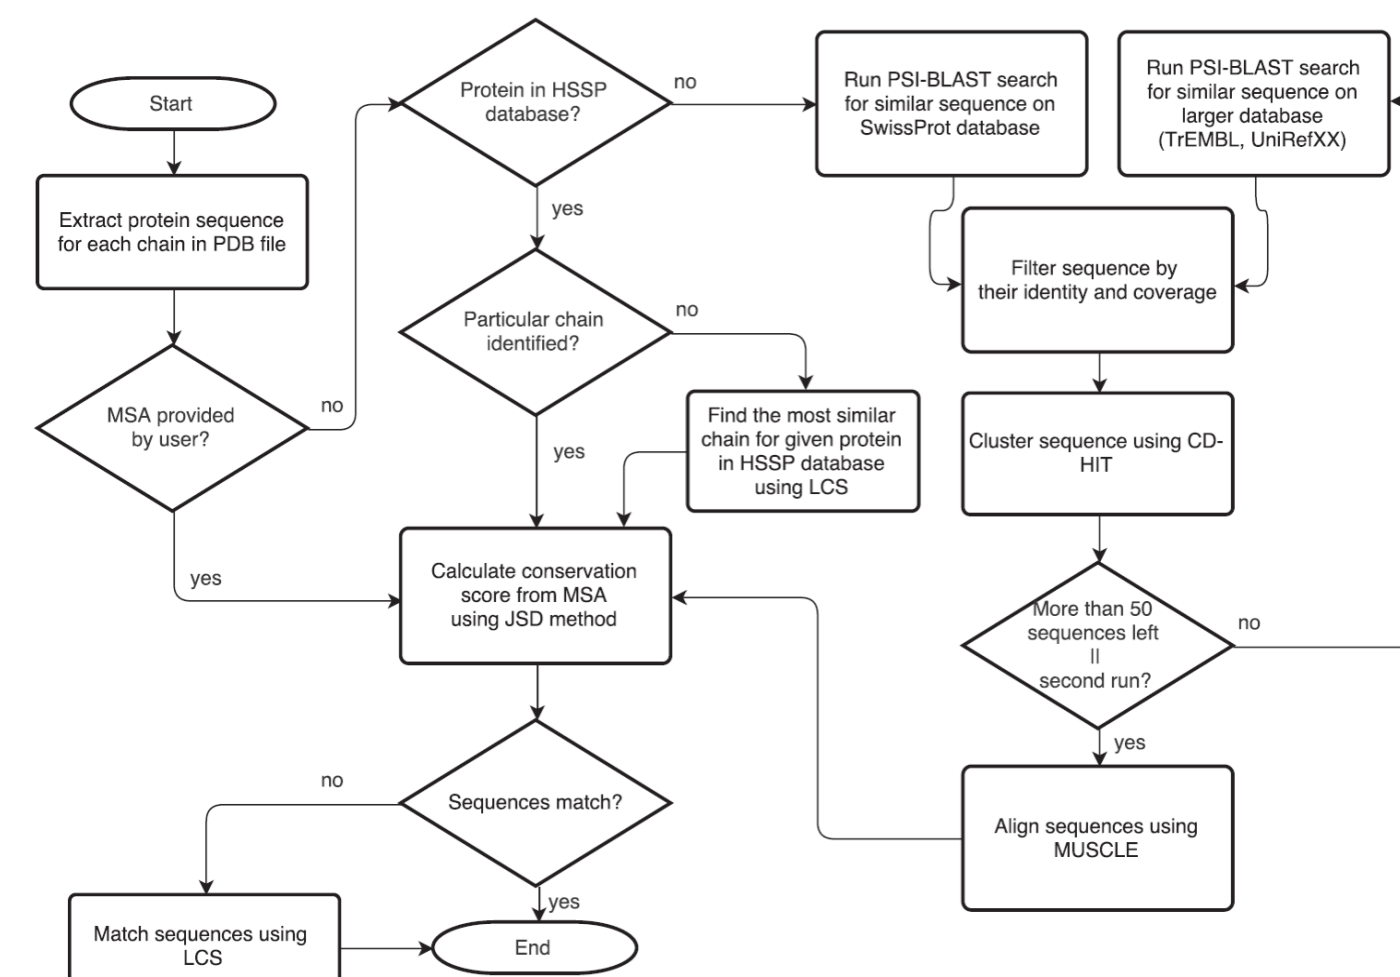 Start
Extract protein sequence
for each chain in PDB file
MSA provided
by user?
no
yes
Protein in HSSP
database?
no
yes
Particular chain
identified?
no
yes
Find the most similar
chain for given protein
in HSSP database
using LCS
Calculate conservation
score from MSA
using JSD method
Sequences match?
no
yes
Match sequences using
LCS
End
Run PSI-BLAST search
for similar sequence on
SwissProt database
Run PSI-BLAST search
for similar sequence on
larger database
(TrEMBL, UniRefXX)
Filter sequence by
their identity and coverage
Cluster sequence using CD-
HIT
More than 50
sequences left
||
second run?
no
yes
Align sequences using
MUSCLE